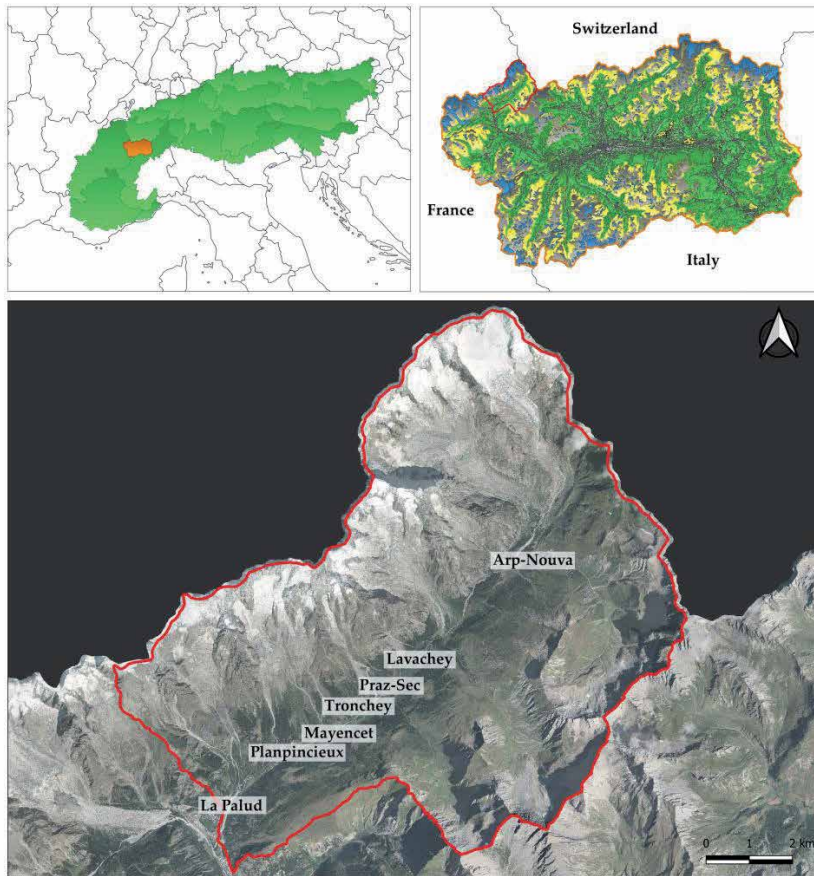 Switzerland
France
Italy
Arp-Nouva
Lavachey
Praz-Sec
Tronchey
Mayencet
Planpincieux
La Palud
0 1 2 km